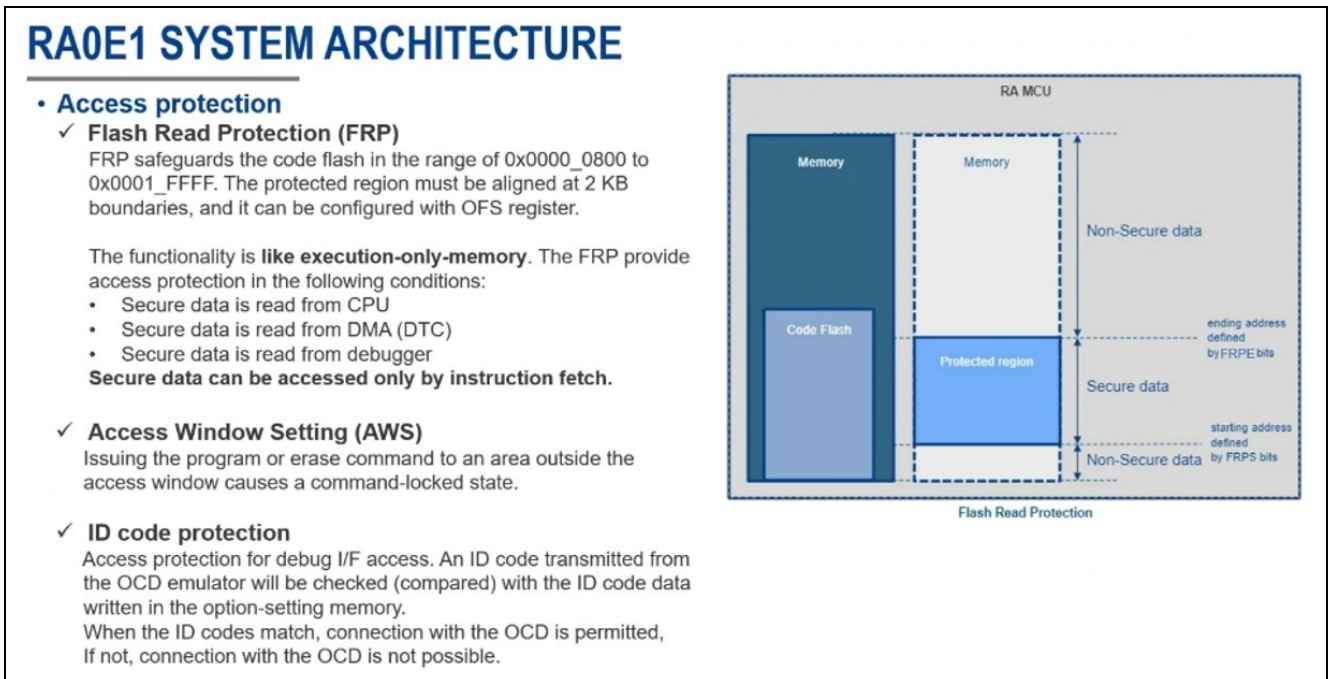 RA0E1 SYSTEM ARCHITECTURE
• Access protection
✓ Flash Read Protection (FRP)
FRP safeguards the code flash in the range of 0x0000_0800 to
0x0001_FFFF. The protected region must be aligned at 2 KB
boundaries, and it can be configured with OFS register.
The functionality is like execution-only-memory. The FRP provide
access protection in the following conditions:
• Secure data is read from CPU
• Secure data is read from DMA (DTC)
• Secure data is read from debugger
Secure data can be accessed only by instruction fetch.
✓ Access Window Setting (AWS)
Issuing the program or erase command to an area outside the
access window causes a command-locked state.
✓ ID code protection
Access protection for debug I/F access. An ID code transmitted from
the OCD emulator will be checked (compared) with the ID code data
written in the option-setting memory.
When the ID codes match, connection with the OCD is permitted,
If not, connection with the OCD is not possible.
RA MCU
Memory
Memory
Non-Secure data
Code Flash
ending address
defined
by FRPE bits
Protected region
Secure data
starting address
defined
by FRPS bits
Non-Secure data
Flash Read Protection